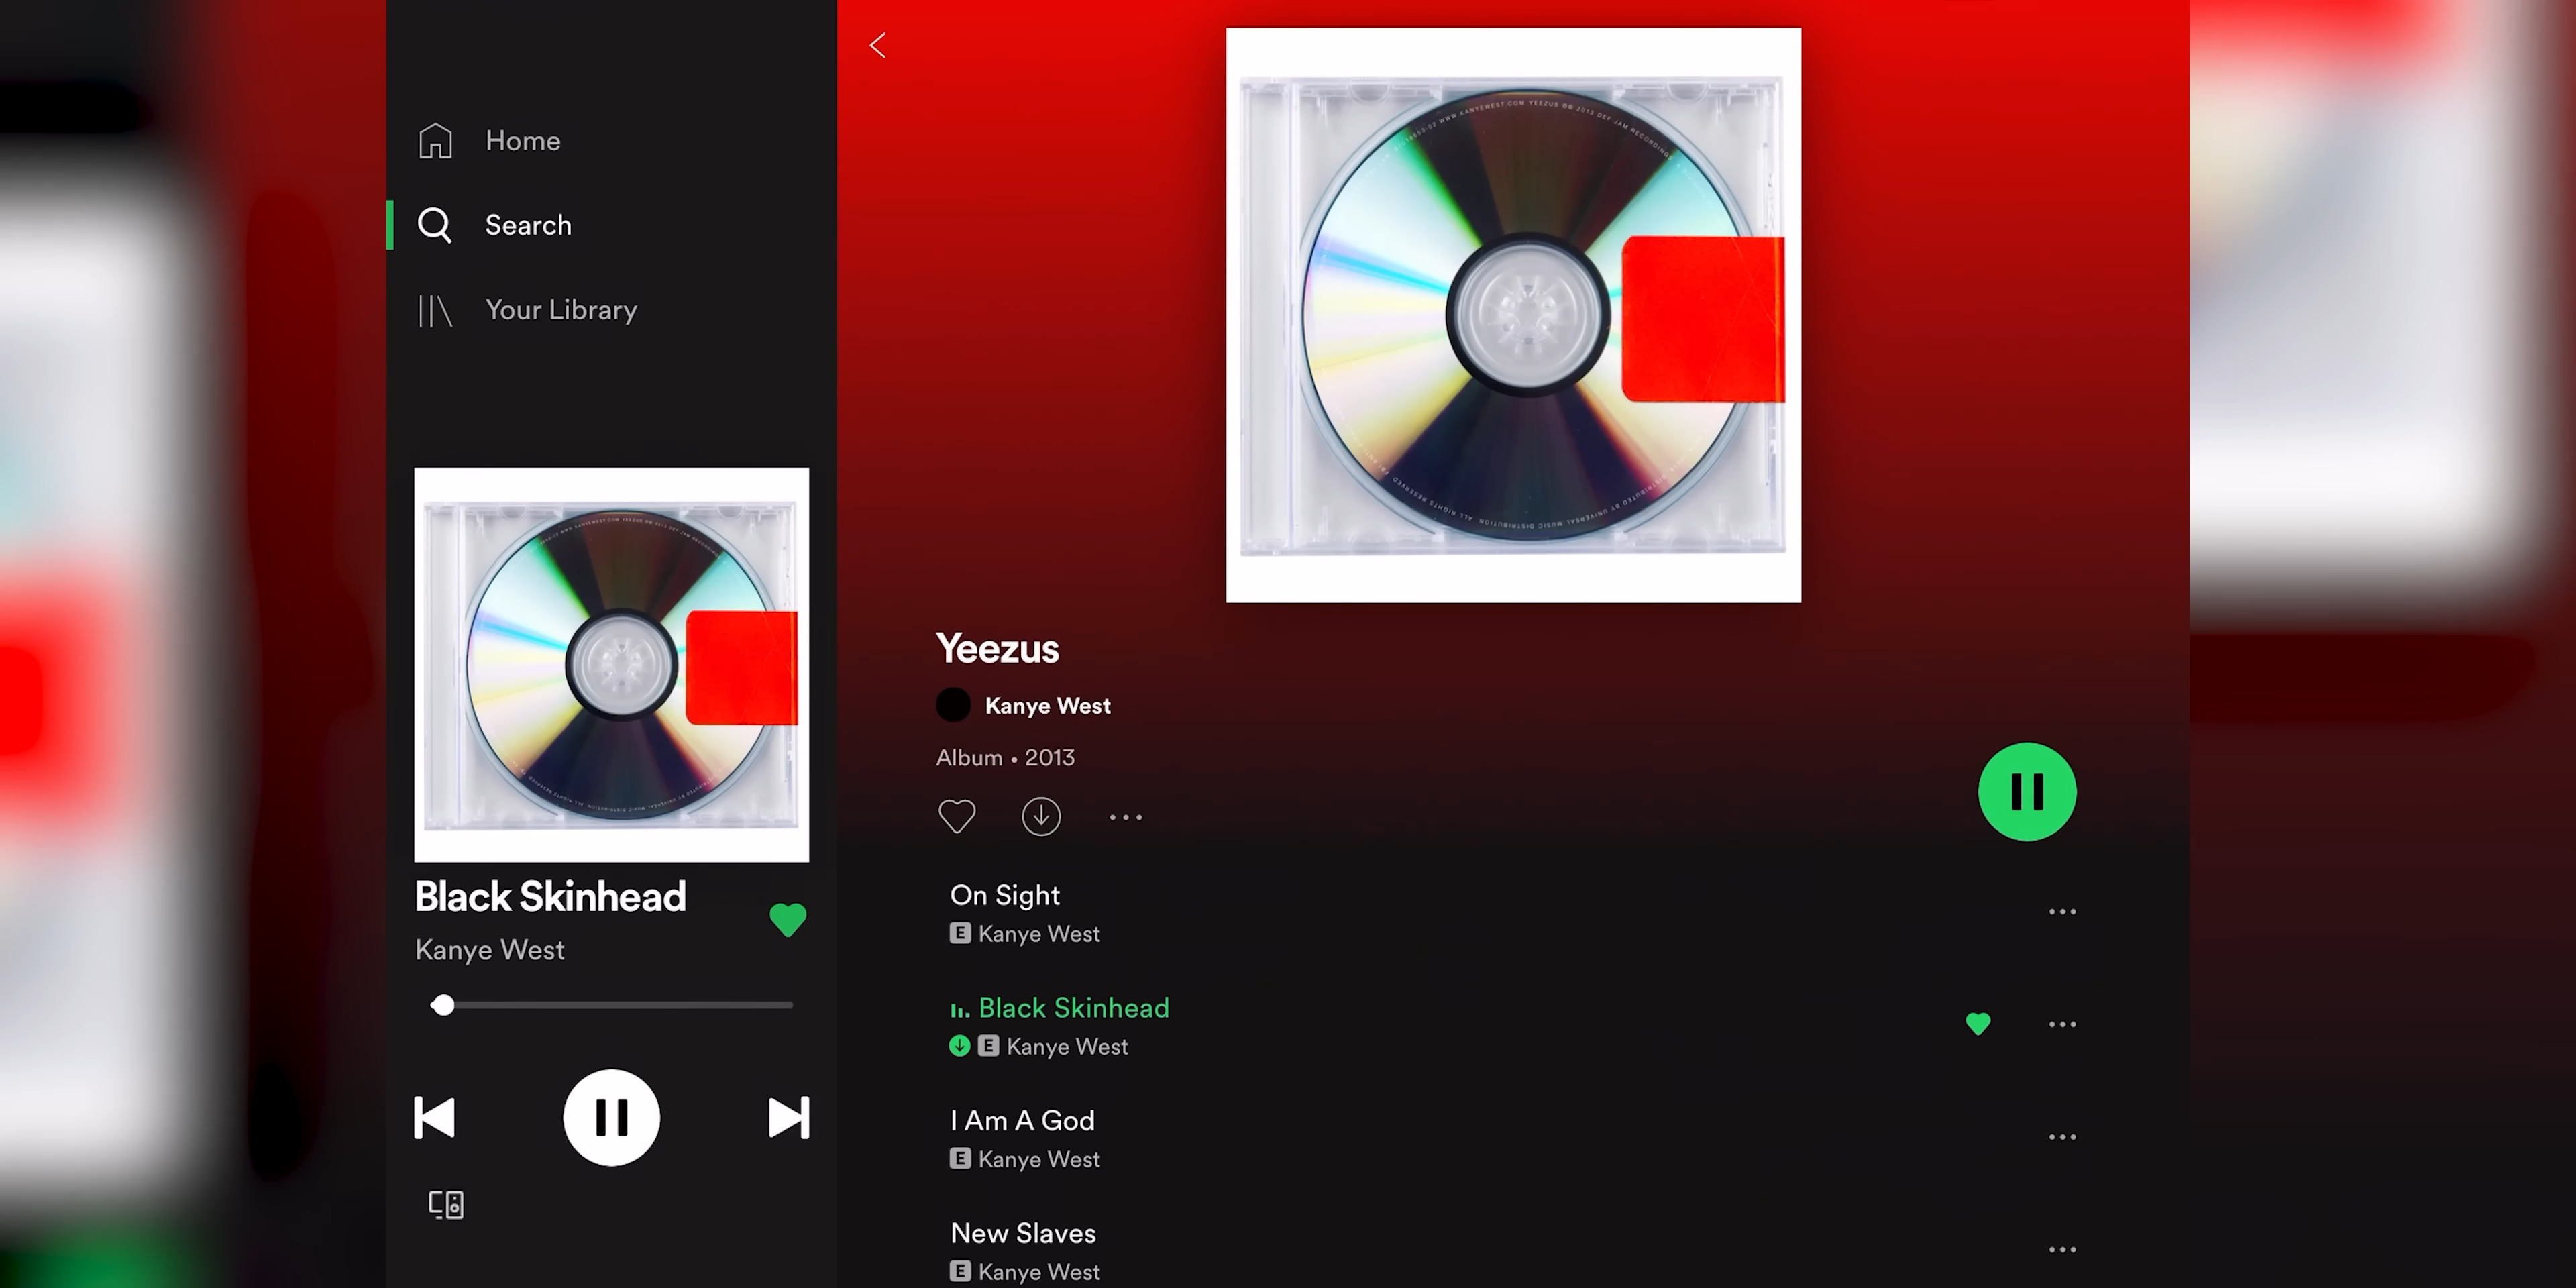 Home
Search
Your Library
Black Skinhead
Kanye West
Yeezus
Kanye West
Album • 2013
On Sight
E Kanye West
Black Skinhead
E Kanye West
I Am A God
E Kanye West
New Slaves
E Kanye West